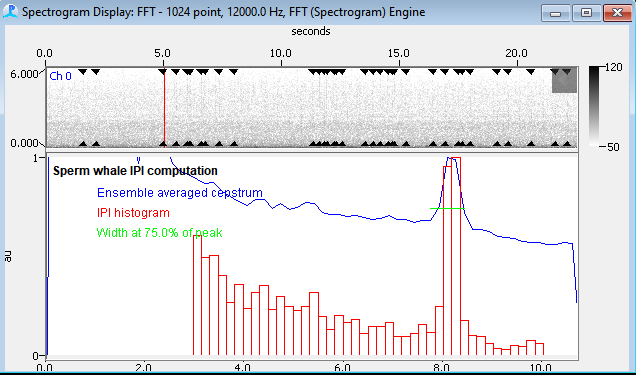 Spectrogram Display: FFT - 1024 point, 12000.0 Hz, FFT (Spectrogram) Engine
seconds
0.0 5.0 10.0 15.0 20.0
6.000 Ch 0 120
0.000 50
1
Sperm whale IPI computation
Ensemble averaged cepstrum
IPI histogram
Width at 75.0% of peak
au
0
0.0 2.0 4.0 6.0 8.0 10.0